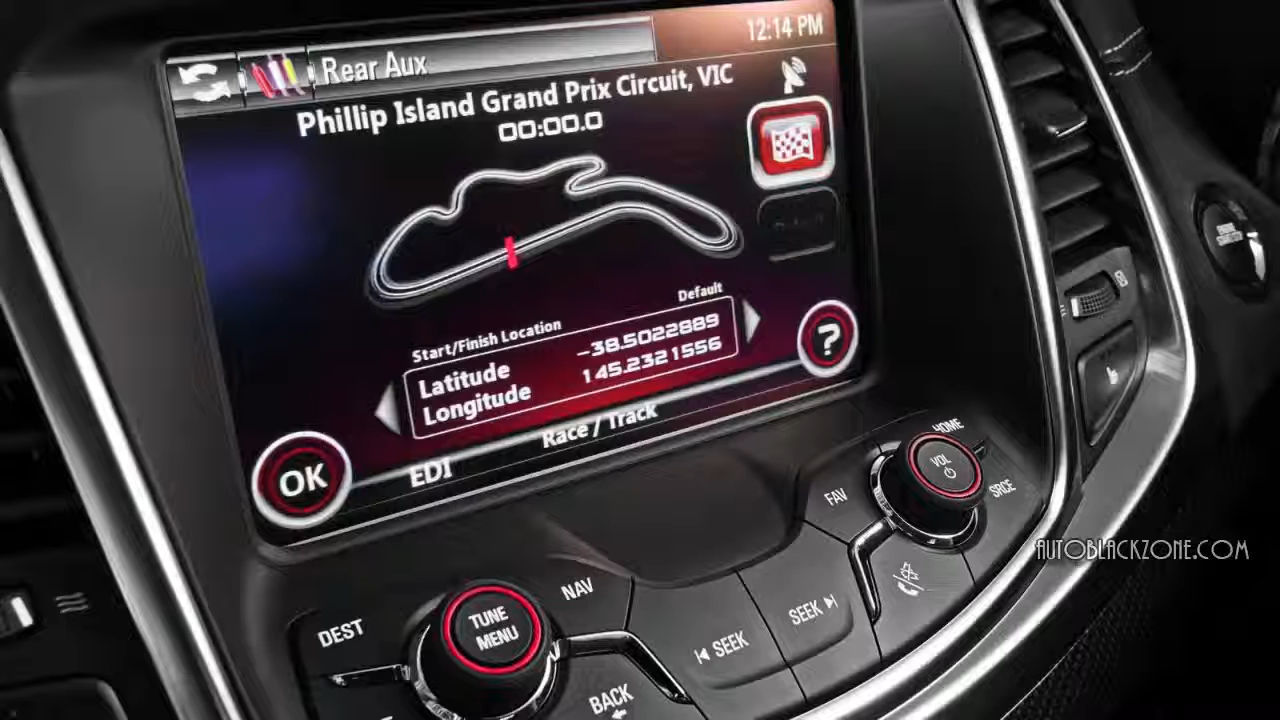 Rear Aux
12:14 PM
Phillip Island Grand Prix Circuit, VIC
00:00.0
Default
Start/Finish Location
Latitude -38.5022889
Longitude 145.2321556
?
OK
EDI
Race / Track
HOME
VOL
FAV
SRCE
AUTOBLACKZONE.COM
NAV
TUNE
MENU
DEST
SEEK
SEEK
BACK